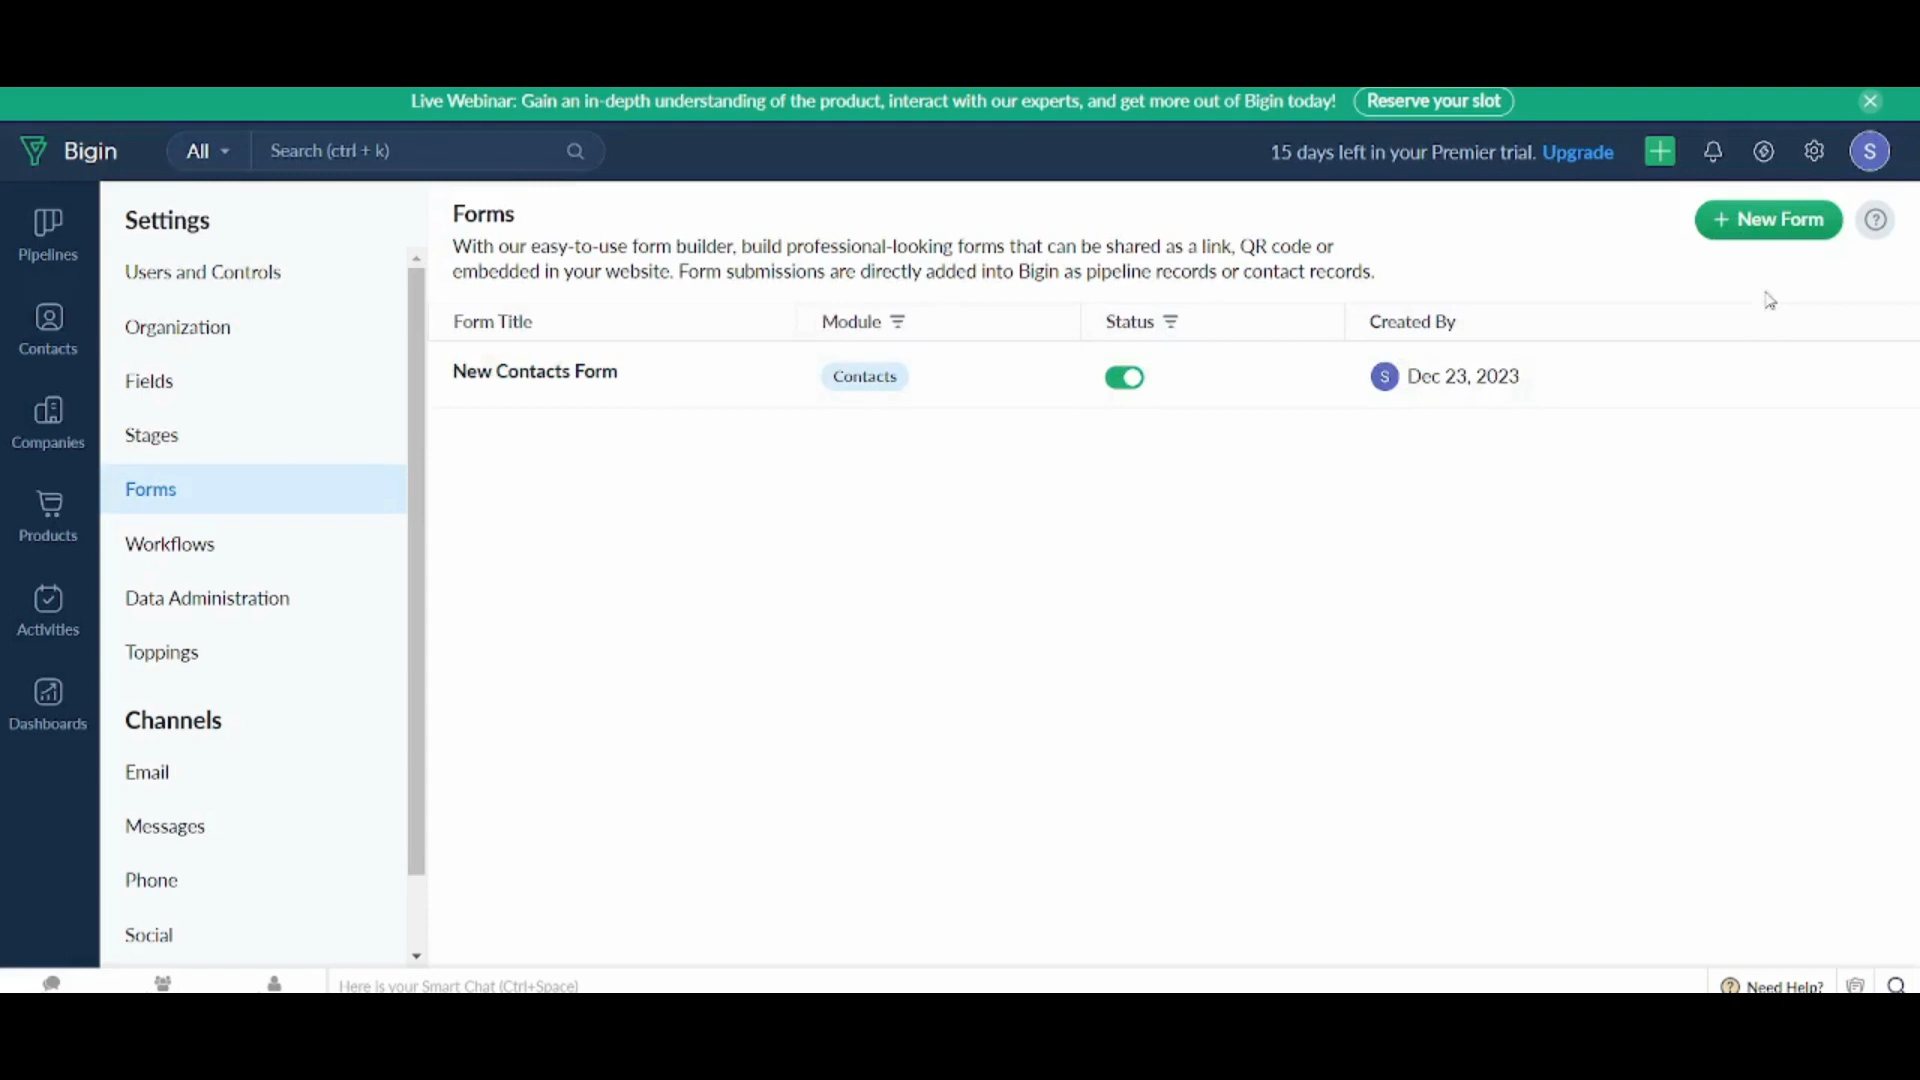 Live Webinar: Gain an in-depth understanding of the product, interact with our experts, and get more out of Bigin today! Reserve your slot
Bigin All Search (ctrl + k) 15 days left in your Premier trial. Upgrade S
Pipelines
Contacts
Companies
Products
Activities
Dashboards
Settings
Users and Controls
Organization
Fields
Stages
Forms
Workflows
Data Administration
Toppings
Channels
Email
Messages
Phone
Social
Forms
+ New Form
With our easy-to-use form builder, build professional-looking forms that can be shared as a link, QR code or
embedded in your website. Form submissions are directly added into Bigin as pipeline records or contact records.
Form Title Module Status Created By
New Contacts Form Contacts S Dec 23, 2023
Here is your Smart Chat (Ctrl+Space) Need Help?